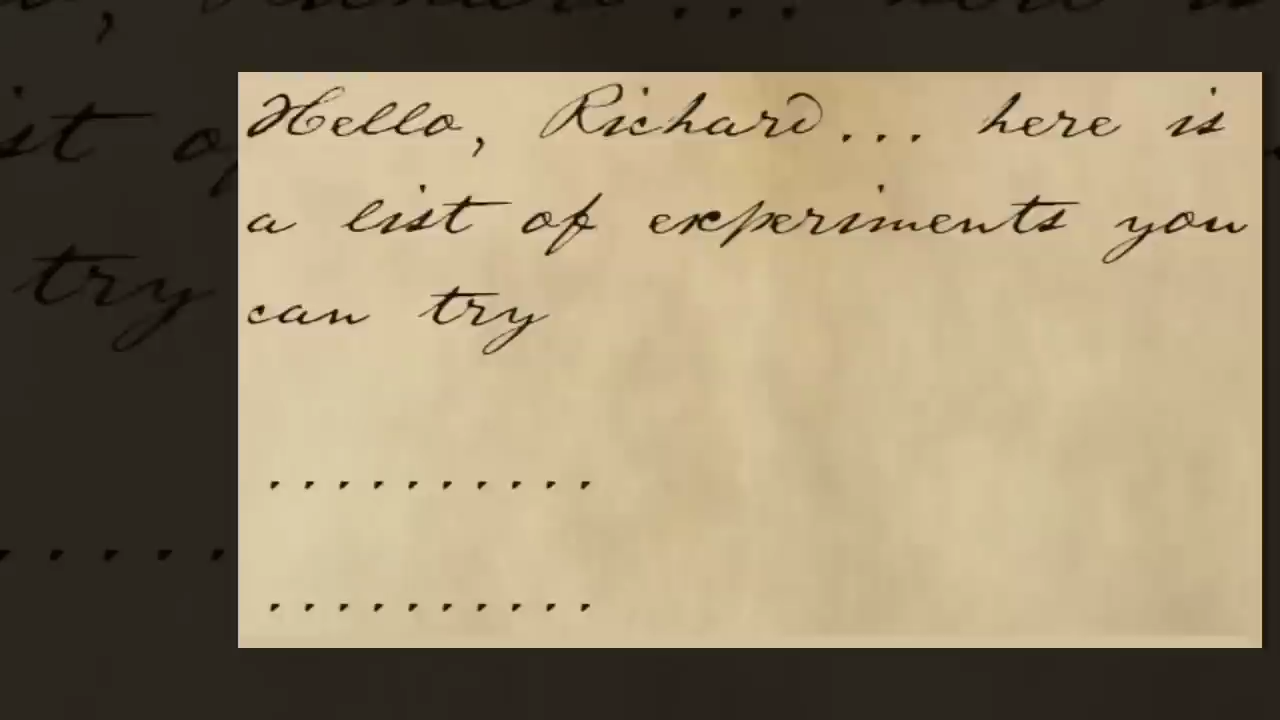 Hello, Richard... here is
a list of experiments you
can try
..........
..........